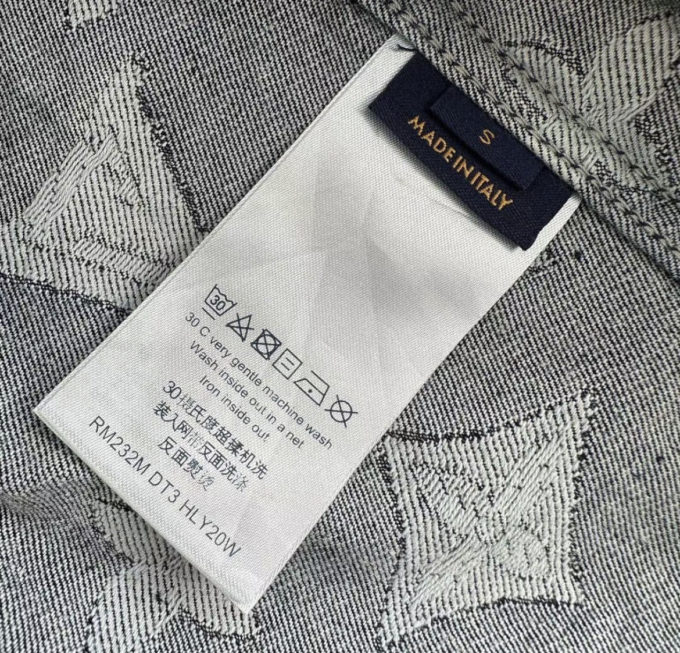 S
MADE IN ITALY
30
30 C very gentle machine wash
Wash inside out in a net
Iron inside out
30摄氏度超柔机洗
装入网袋反面洗涤
反面熨烫
RM232M DT3 HLY20W